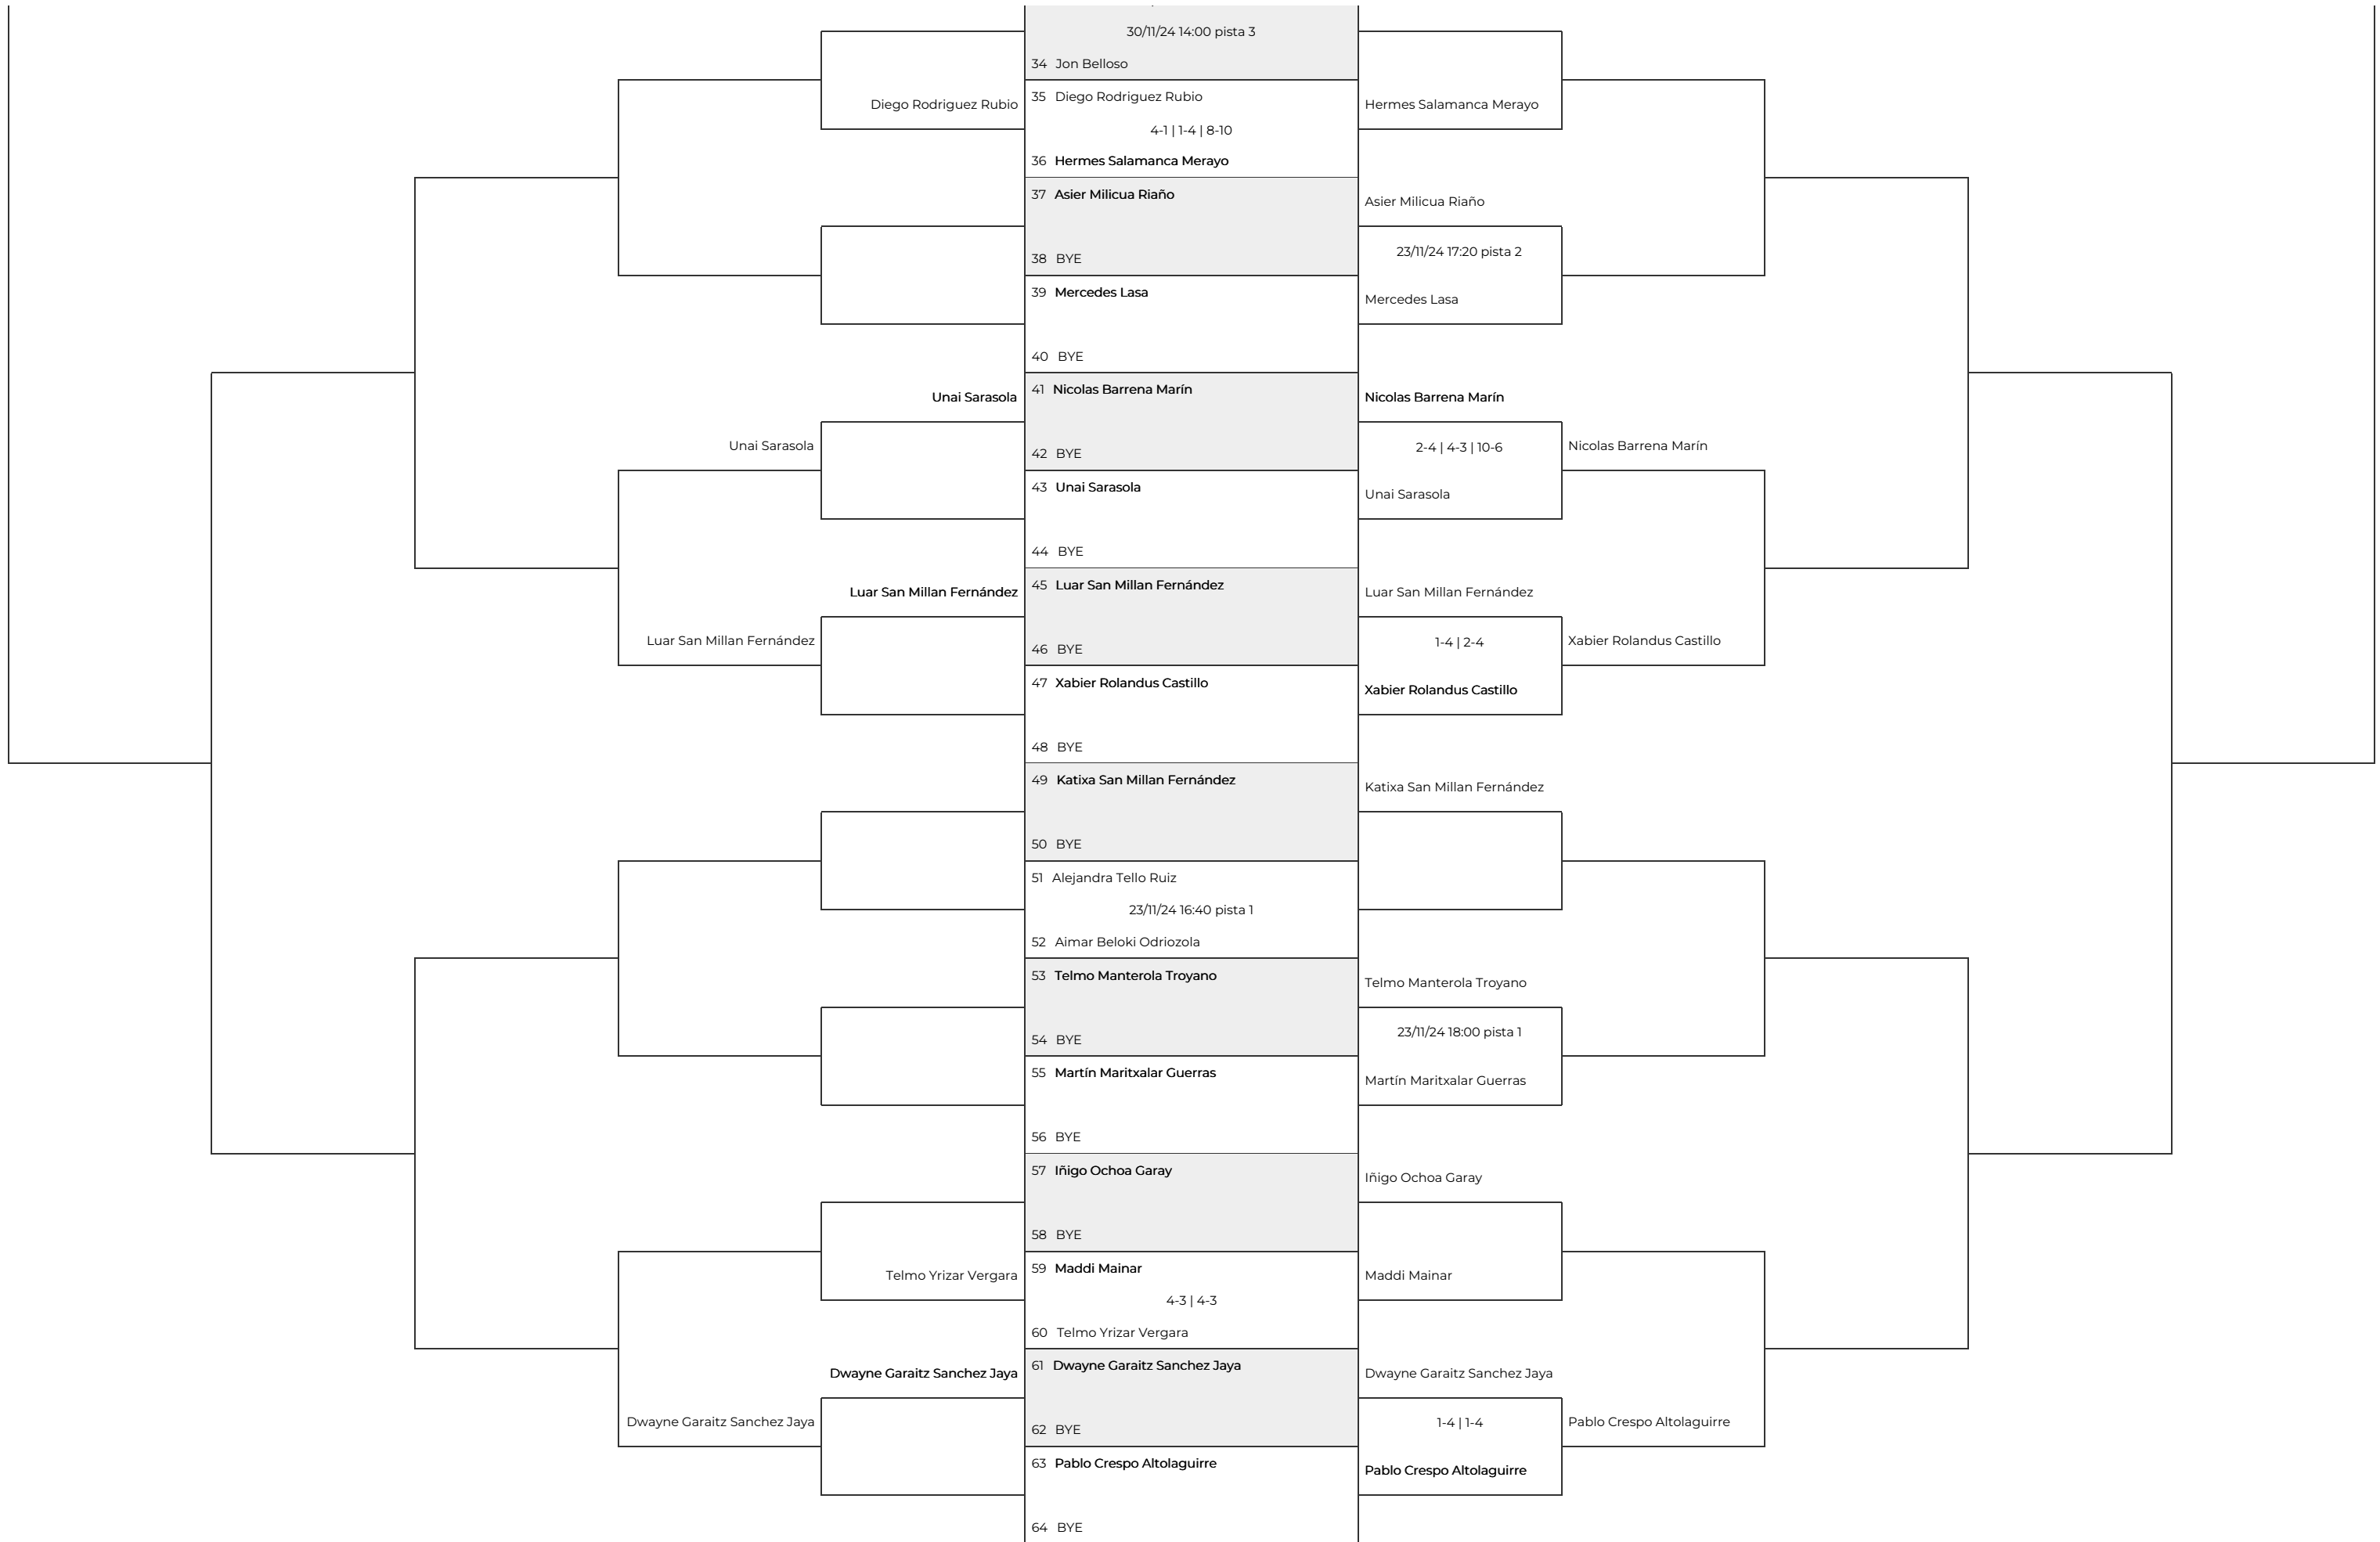 30/11/24 14:00 pista 3
34 Jon Belloso
Diego Rodriguez Rubio
35 Diego Rodriguez Rubio
Hermes Salamanca Merayo
4-1 | 1-4 | 8-10
36 Hermes Salamanca Merayo
37 Asier Milicua Riaño
Asier Milicua Riaño
23/11/24 17:20 pista 2
38 BYE
39 Mercedes Lasa
Mercedes Lasa
40 BYE
Unai Sarasola
41 Nicolas Barrena Marín
Nicolas Barrena Marín
Unai Sarasola
2-4 | 4-3 | 10-6
Nicolas Barrena Marín
42 BYE
43 Unai Sarasola
Unai Sarasola
44 BYE
Luar San Millan Fernández
45 Luar San Millan Fernández
Luar San Millan Fernández
Luar San Millan Fernández
1-4 | 2-4
Xabier Rolandus Castillo
46 BYE
47 Xabier Rolandus Castillo
Xabier Rolandus Castillo
48 BYE
49 Katixa San Millan Fernández
Katixa San Millan Fernández
50 BYE
51 Alejandra Tello Ruiz
23/11/24 16:40 pista 1
52 Aimar Beloki Odriozola
53 Telmo Manterola Troyano
Telmo Manterola Troyano
23/11/24 18:00 pista 1
54 BYE
55 Martín Maritxalar Guerras
Martín Maritxalar Guerras
56 BYE
57 Iñigo Ochoa Garay
Iñigo Ochoa Garay
58 BYE
Telmo Yrizar Vergara
59 Maddi Mainar
Maddi Mainar
4-3 | 4-3
60 Telmo Yrizar Vergara
Dwayne Garaitz Sanchez Jaya
61 Dwayne Garaitz Sanchez Jaya
Dwayne Garaitz Sanchez Jaya
Dwayne Garaitz Sanchez Jaya
1-4 | 1-4
Pablo Crespo Altolaguirre
62 BYE
63 Pablo Crespo Altolaguirre
Pablo Crespo Altolaguirre
64 BYE